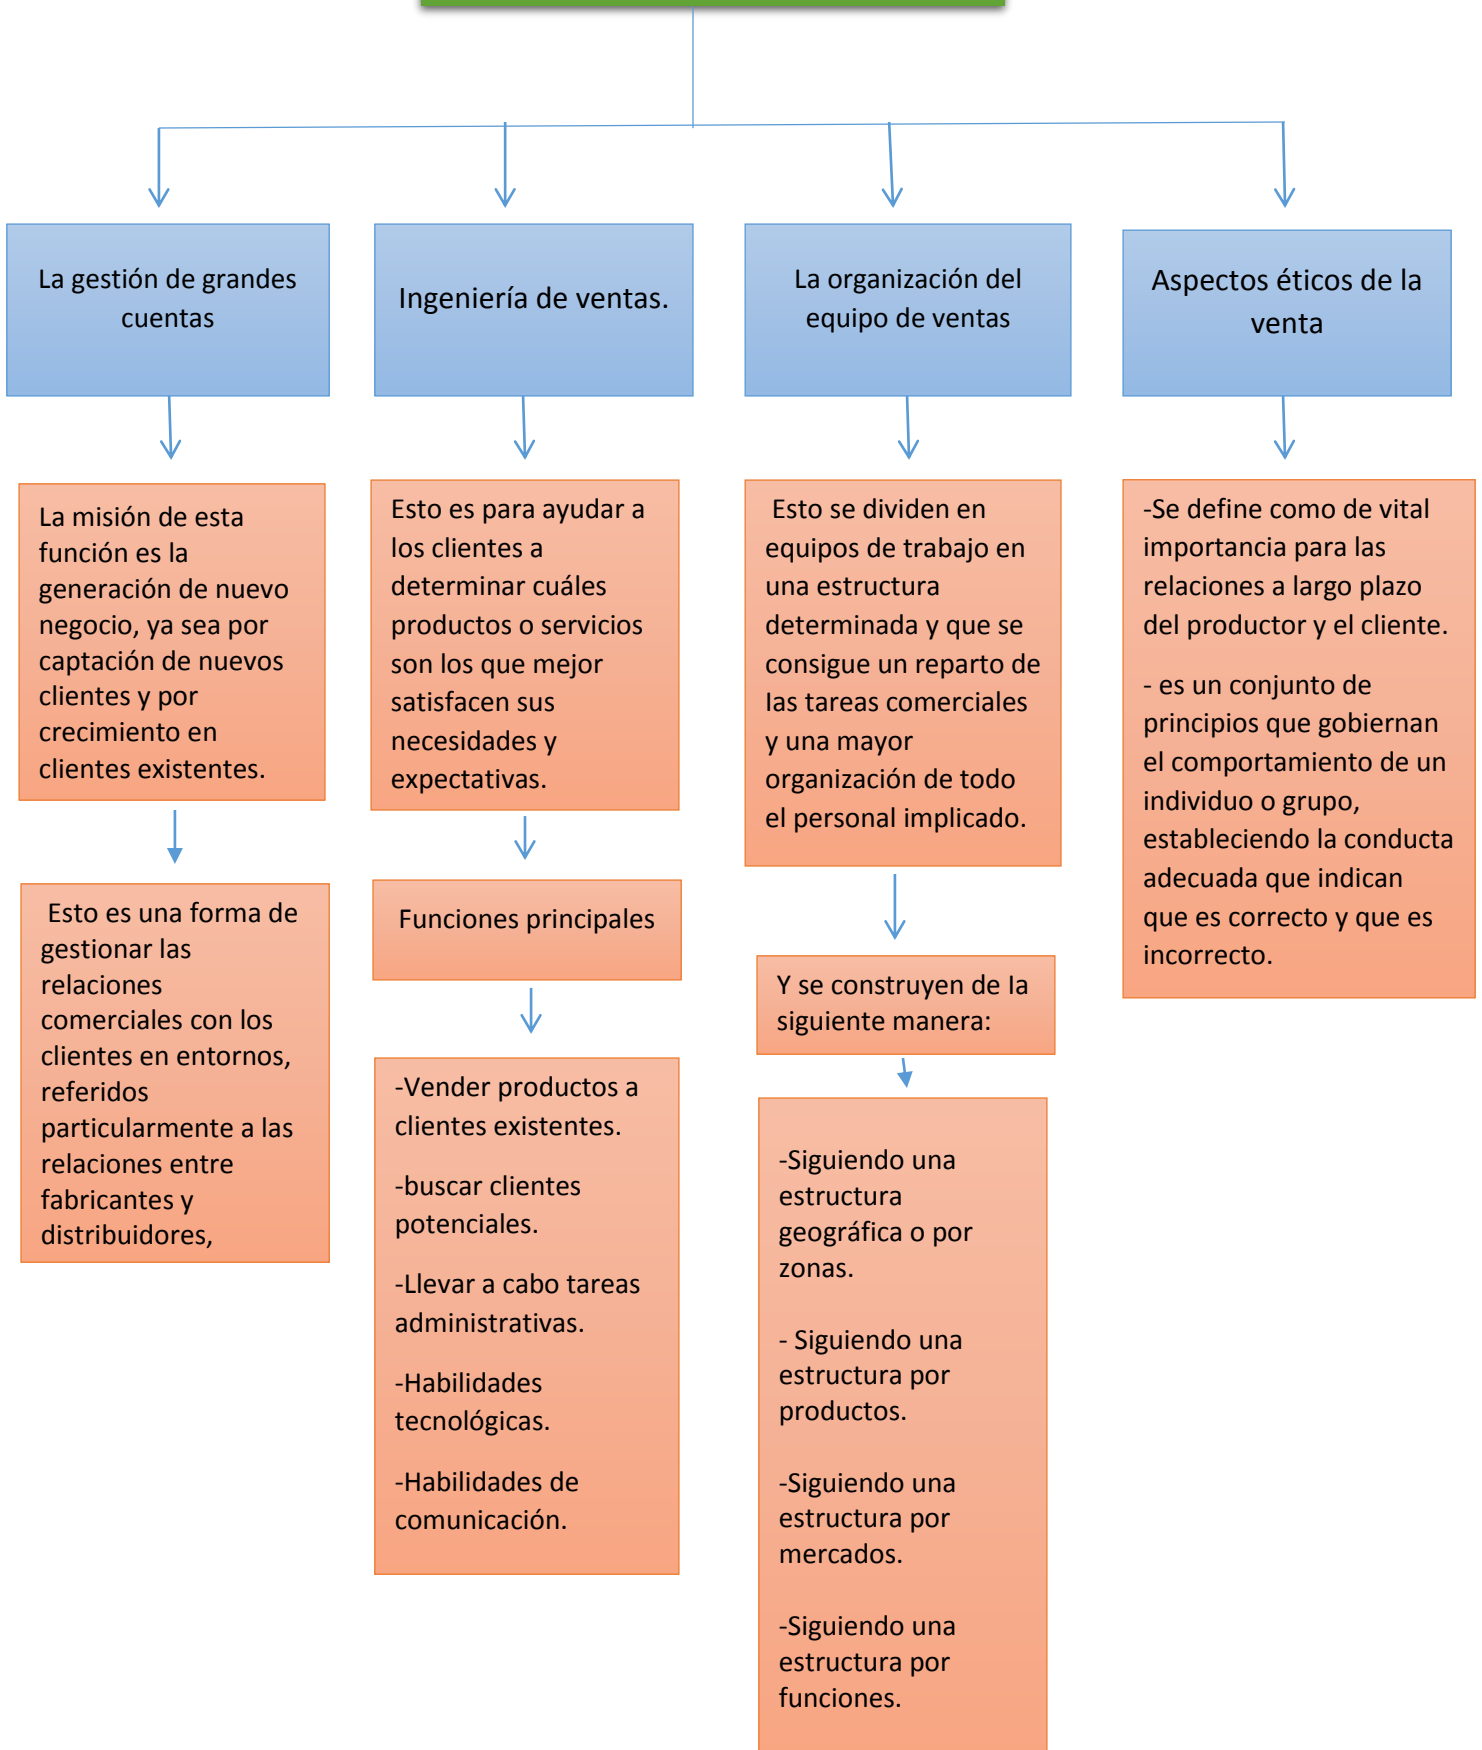 La gestión de grandes
cuentas
Ingeniería de ventas.
La organización del
equipo de ventas
Aspectos éticos de la
venta
La misión de esta
función es la
generación de nuevo
negocio, ya sea por
captación de nuevos
clientes y por
crecimiento en
clientes existentes.
Esto es una forma de
gestionar las
relaciones
comerciales con los
clientes en entornos,
referidos
particularmente a las
relaciones entre
fabricantes y
distribuidores,
Esto es para ayudar a
los clientes a
determinar cuáles
productos o servicios
son los que mejor
satisfacen sus
necesidades y
expectativas.
Funciones principales
-Vender productos a
clientes existentes.
-buscar clientes
potenciales.
-Llevar a cabo tareas
administrativas.
-Habilidades
tecnológicas.
-Habilidades de
comunicación.
Esto se dividen en
equipos de trabajo en
una estructura
determinada y que se
consigue un reparto de
las tareas comerciales
y una mayor
organización de todo
el personal implicado.
Y se construyen de la
siguiente manera:
-Siguiendo una
estructura
geográfica o por
zonas.
- Siguiendo una
estructura por
productos.
-Siguiendo una
estructura por
mercados.
-Siguiendo una
estructura por
funciones.
-Se define como de vital
importancia para las
relaciones a largo plazo
del productor y el cliente.
- es un conjunto de
principios que gobiernan
el comportamiento de un
individuo o grupo,
estableciendo la conducta
adecuada que indican
que es correcto y que es
incorrecto.